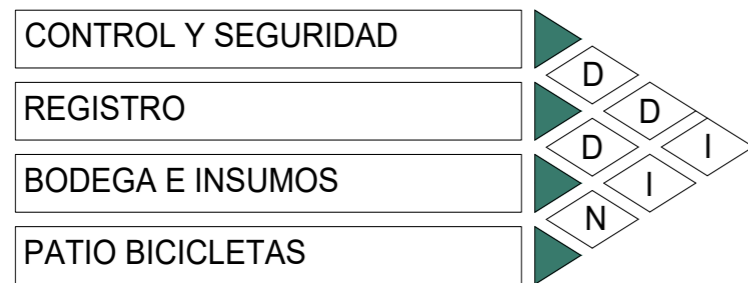 CONTROL Y SEGURIDAD
D
REGISTRO
D
D
I
BODEGA E INSUMOS
I
N
PATIO BICICLETAS